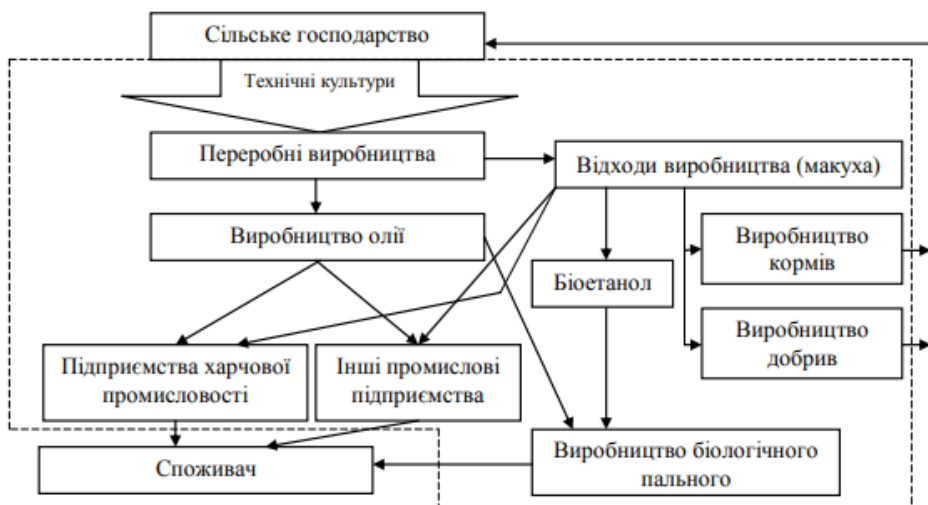 Сільське господарство
Технічні культури
Переробні виробництва
Відходи виробництва (макуха)
Виробництво олії
Виробництво
кормів
Біоетанол
Виробництво
добрив
Підприємства харчової
промисловості
Інші промислові
підприємства
Споживач
Виробництво біологічного
пального